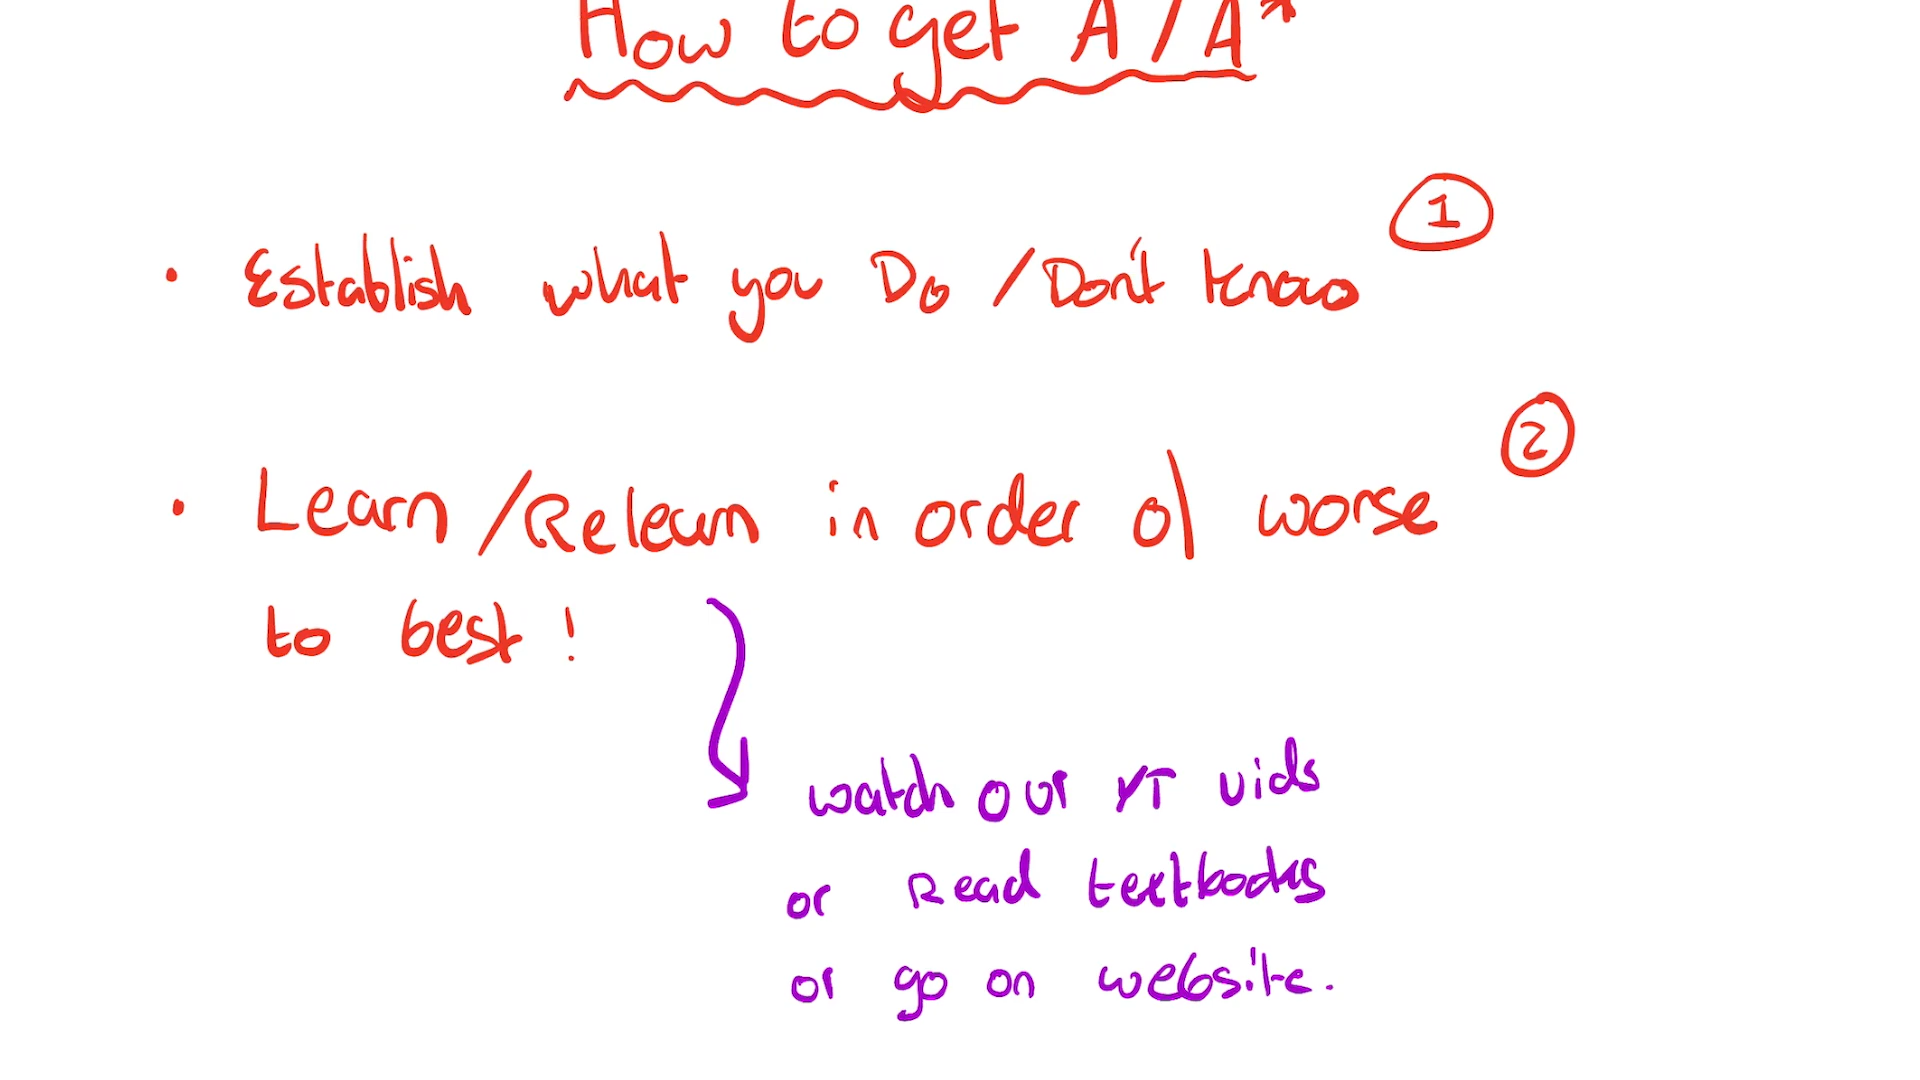 How to get A/A*
1
• Establish what you Do /Don't know
2
• Learn /Relearn in order of worse
to best!
watch our YT vids
or Read textbooks
or go on website.